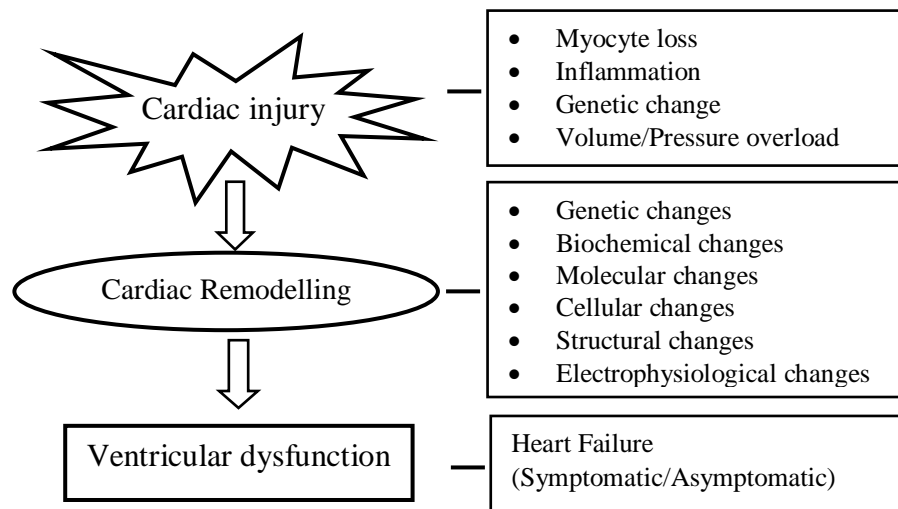 Cardiac injury
• Myocyte loss
• Inflammation
• Genetic change
• Volume/Pressure overload
Cardiac Remodelling
• Genetic changes
• Biochemical changes
• Molecular changes
• Cellular changes
• Structural changes
• Electrophysiological changes
Ventricular dysfunction
Heart Failure
(Symptomatic/Asymptomatic)